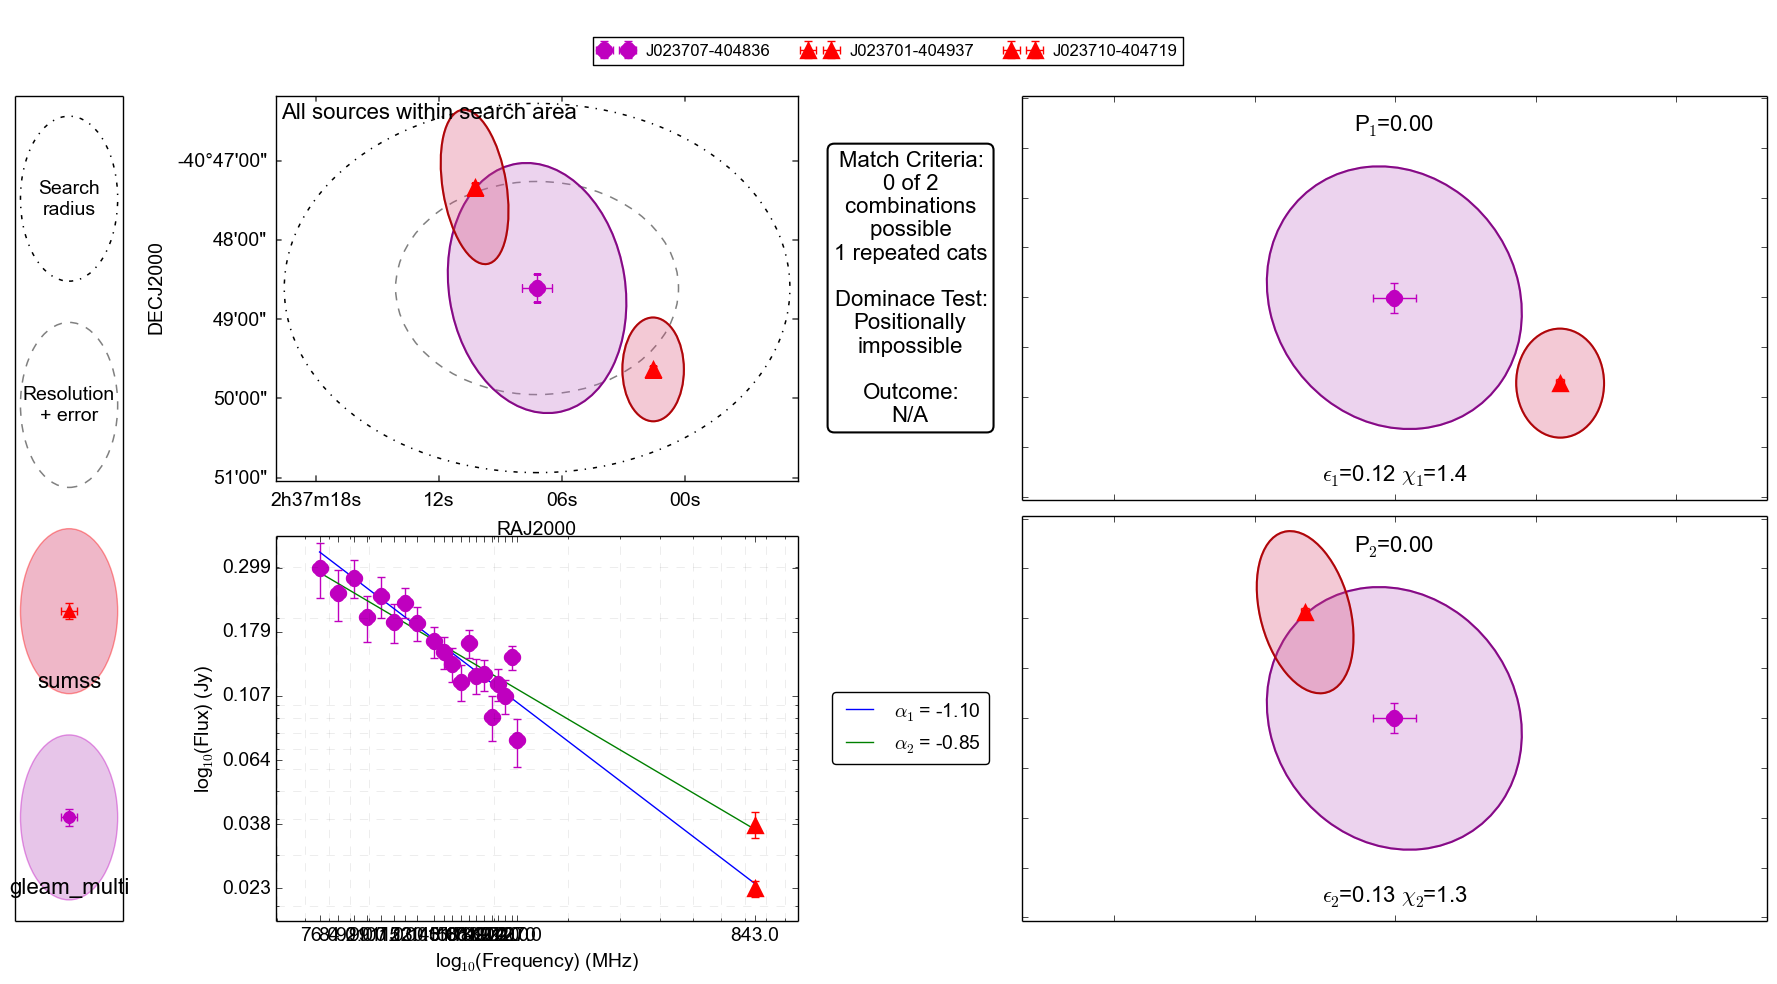 J023707-404836
J023701-404937
J023710-404719
Search
radius
Resolution
+ error
sumss
gleam_multi
All sources within search area
DECJ2000
-40°47'00"
48'00"
49'00"
50'00"
51'00"
2h37m18s
12s
06s
00s
RAJ2000
Match Criteria:
0 of 2
combinations
possible
1 repeated cats
Dominace Test:
Positionally
impossible
Outcome:
N/A
P1=0.00
ϵ1=0.12 χ1=1.4
P2=0.00
ϵ2=0.13 χ2=1.3
log10(Flux) (Jy)
0.299
0.179
0.107
0.064
0.038
0.023
843.0
log10(Frequency) (MHz)
α1 = -1.10
α2 = -0.85